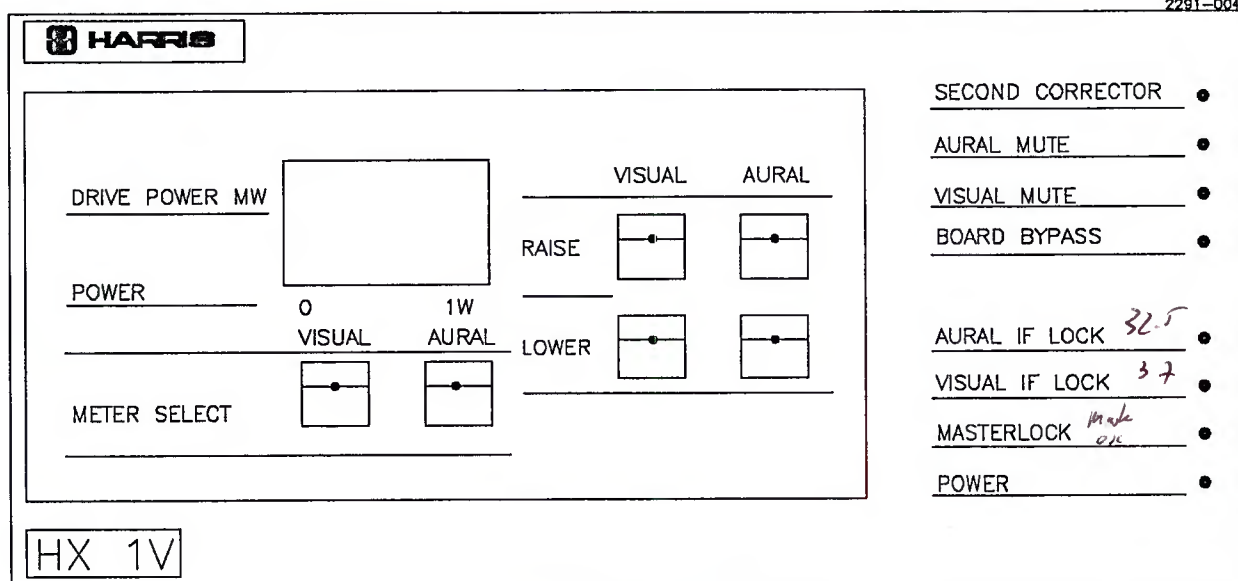 2291-004
HARRIS
DRIVE POWER MW
POWER
0 1W
VISUAL AURAL
METER SELECT
VISUAL AURAL
RAISE
LOWER
SECOND CORRECTOR
AURAL MUTE
VISUAL MUTE
BOARD BYPASS
AURAL IF LOCK 32.5
VISUAL IF LOCK 37
MASTERLOCK
POWER
HX 1V